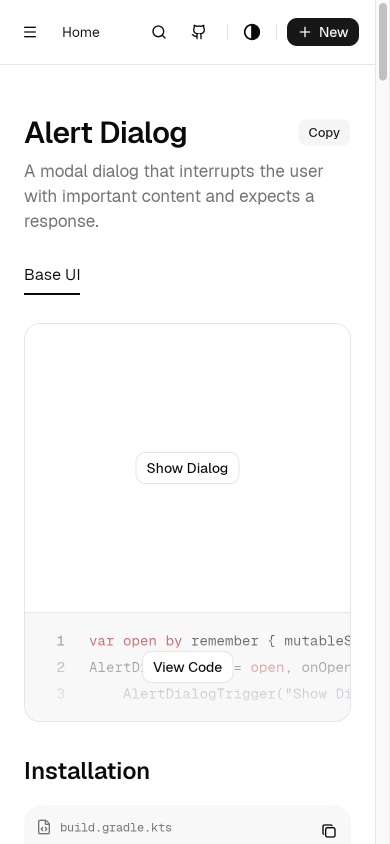 Home
New
Alert Dialog
Copy
A modal dialog that interrupts the user
with important content and expects a
response.
Base UI
Show Dialog
1 var open by remember { mutableS
2 AlertD = open, onOpen
View Code
3 AlertDialogTrigger("Show Di
Installation
build.gradle.kts